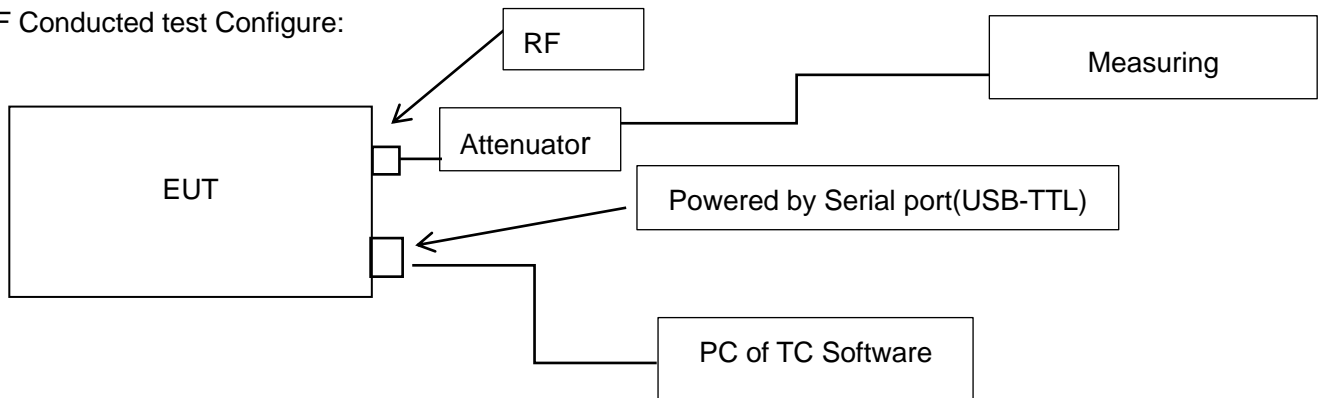 F Conducted test Configure:
RF
Measuring
Attenuator
EUT
Powered by Serial port(USB-TTL)
PC of TC Software